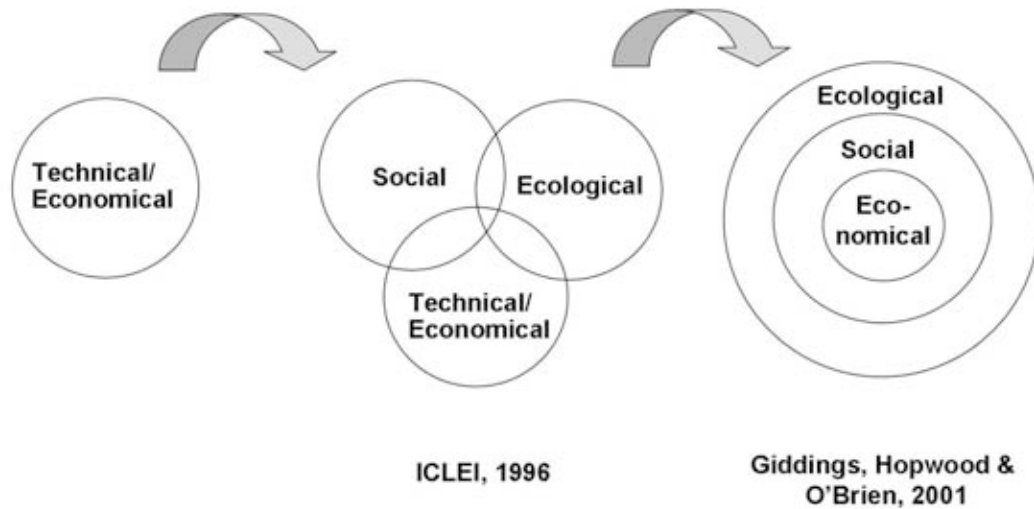 Technical/
Economical
Social
Ecological
Technical/
Economical
Ecological
Social
Eco-
nomical
ICLEI, 1996
Giddings, Hopwood &
O'Brien, 2001